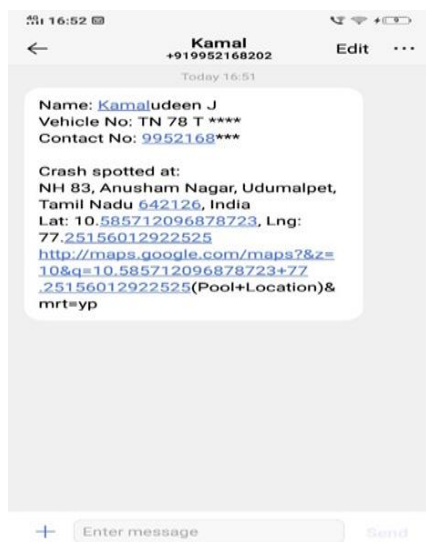 16:52
Kamal
+919952168202
Edit ...
Today 16:51
Name: Kamaludeen J
Vehicle No: TN 78 T ****
Contact No: 9952168***
Crash spotted at:
NH 83, Anusham Nagar, Udumalpet,
Tamil Nadu 642126, India
Lat: 10.585712096878723, Lng:
77.25156012922525
http://maps.google.com/maps?&z=
10&q=10.585712096878723+77
.25156012922525(Pool+Location)&
mrt=yp
Enter message
Send